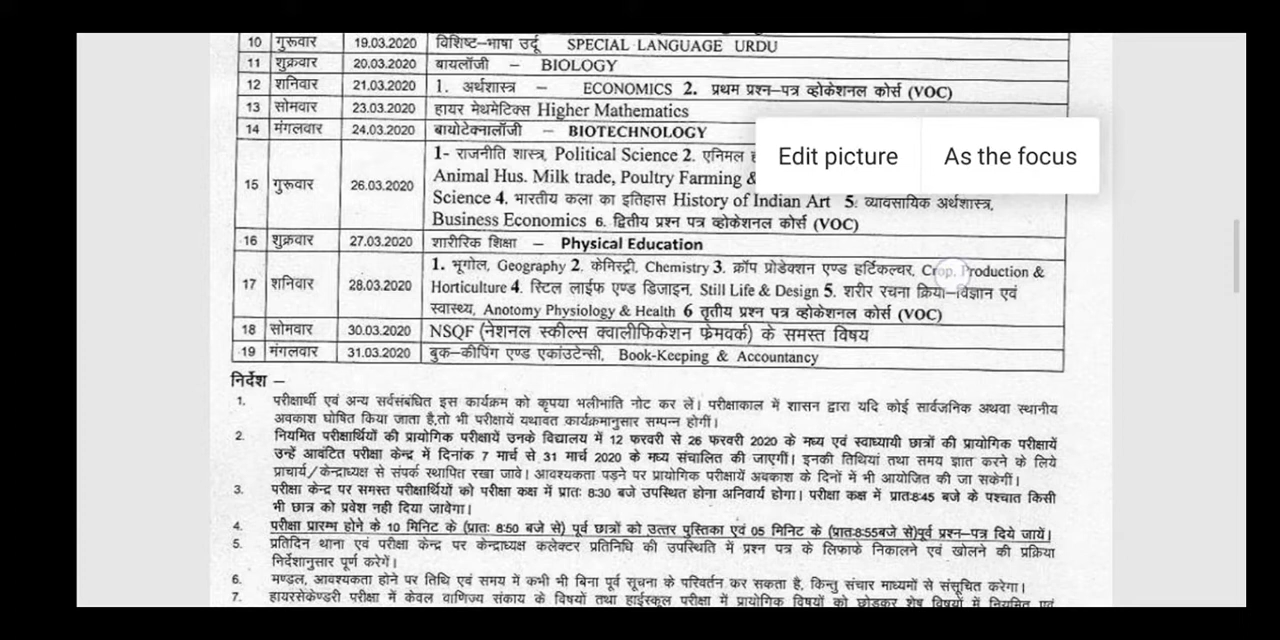 10 गुरूवार 19.03.2020 विशिष्ट–भाषा उर्दू SPECIAL LANGUAGE URDU
11 शुक्रवार 20.03.2020 बायलॉजी – BIOLOGY
12 शनिवार 21.03.2020 1. अर्थशास्त्र – ECONOMICS 2. प्रथम प्रश्न–पत्र व्होकेशनल कोर्स (VOC)
13 सोमवार 23.03.2020 हायर मेथमेटिक्स Higher Mathematics
14 मंगलवार 24.03.2020 बायोटेक्नालॉजी – BIOTECHNOLOGY
1- राजनीति शास्त्र, Political Science 2. एनिमल
Edit picture As the focus
Animal Hus. Milk trade, Poultry Farming &
15 गुरूवार 26.03.2020 Science 4. भारतीय कला का इतिहास History of Indian Art 5. व्यावसायिक अर्थशास्त्र,
Business Economics 6. द्वितीय प्रश्न पत्र व्होकेशनल कोर्स (VOC)
16 शुक्रवार 27.03.2020 शारीरिक शिक्षा – Physical Education
1. भूगोल, Geography 2. केमिस्ट्री, Chemistry 3. क्रॉप प्रोडेक्शन एण्ड हर्टिकल्चर, Crop. Production &
17 शनिवार 28.03.2020 Horticulture 4. स्टिल लाईफ एण्ड डिजाइन, Still Life & Design 5. शरीर रचना क्रिया–विज्ञान एवं
स्वास्थ्य, Anotomy Physiology & Health 6 तृतीय प्रश्न पत्र व्होकेशनल कोर्स (VOC)
18 सोमवार 30.03.2020 NSQF (नेशनल स्कील्स क्वालीफिकेशन फ्रेमवर्क) के समस्त विषय
19 मंगलवार 31.03.2020 बुक–कीपिंग एण्ड एकांउटेन्सी, Book-Keeping & Accountancy
निर्देश –
1. परीक्षार्थी एवं अन्य सर्वसंबंधित इस कार्यक्रम को कृपया भलीभांति नोट कर लें। परीक्षाकाल में शासन द्वारा यदि कोई सार्वजनिक अथवा स्थानीय
अवकाश घोषित किया जाता है,तो भी परीक्षायें यथावत कार्यक्रमानुसार सम्पन्न होगीं।
2. नियमित परीक्षार्थियों की प्रायोगिक परीक्षायें उनके विद्यालय में 12 फरवरी से 26 फरवरी 2020 के मध्य एवं स्वाध्यायी छात्रों की प्रायोगिक परीक्षायें
उन्हें आवंटित परीक्षा केन्द्र में दिनांक 7 मार्च से 31 मार्च 2020 के मध्य संचालित की जाएगीं। इनकी तिथियां तथा समय ज्ञात करने के लिये
प्राचार्य/केन्द्राध्यक्ष से संपर्क स्थापित रखा जावे। आवश्यकता पड़ने पर प्रायोगिक परीक्षायें अवकाश के दिनों में भी आयोजित की जा सकेगीं।
3. परीक्षा केन्द्र पर समस्त परीक्षार्थियों को परीक्षा कक्ष में प्रातः 8:30 बजे उपस्थित होना अनिवार्य होगा। परीक्षा कक्ष में प्रातः8:45 बजे के पश्चात किसी
भी छात्र को प्रवेश नही दिया जावेगा।
4. परीक्षा प्रारम्भ होने के 10 मिनिट के (प्रातः 8:50 बजे से) पूर्व छात्रों को उत्तर पुस्तिका एवं 05 मिनिट के (प्रातः8:55बजे से)पूर्व प्रश्न–पत्र दिये जायें।
5. प्रतिदिन थाना एवं परीक्षा केन्द्र पर केन्द्राध्यक्ष कलेक्टर प्रतिनिधि की उपस्थिति में प्रश्न पत्र के लिफाफे निकालने एवं खोलने की प्रक्रिया
निर्देशानुसार पूर्ण करेगें।
6. मण्डल, आवश्यकता होने पर तिथि एवं समय में कभी भी बिना पूर्व सूचना के परिवर्तन कर सकता है, किन्तु संचार माध्यमों से संसूचित करेगा।
7. हायरसेकेण्डरी परीक्षा में केवल वाणिज्य संकाय के विषयों तथा हाईस्कूल परीक्षा में प्रायोगिक विषयों को छोड़कर शेष विषयों में नियमित एवं